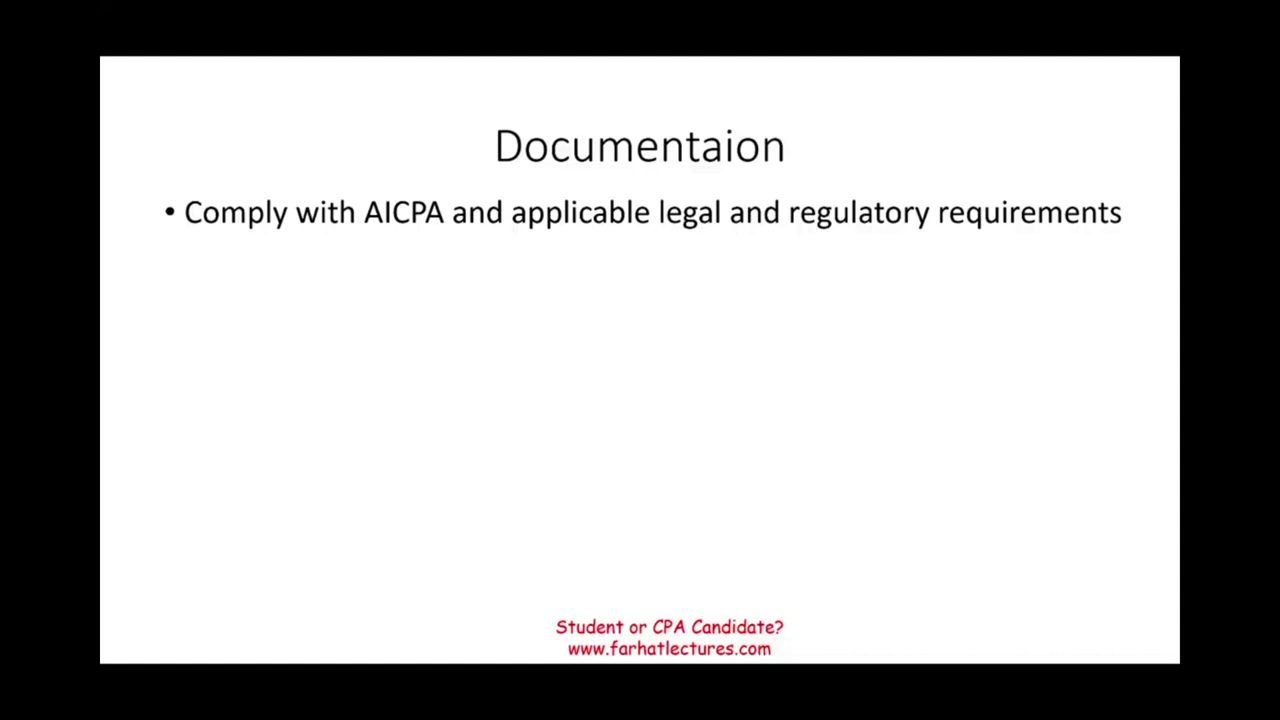 Documentaion
• Comply with AICPA and applicable legal and regulatory requirements
Student or CPA Candidate?
www.farhatlectures.com